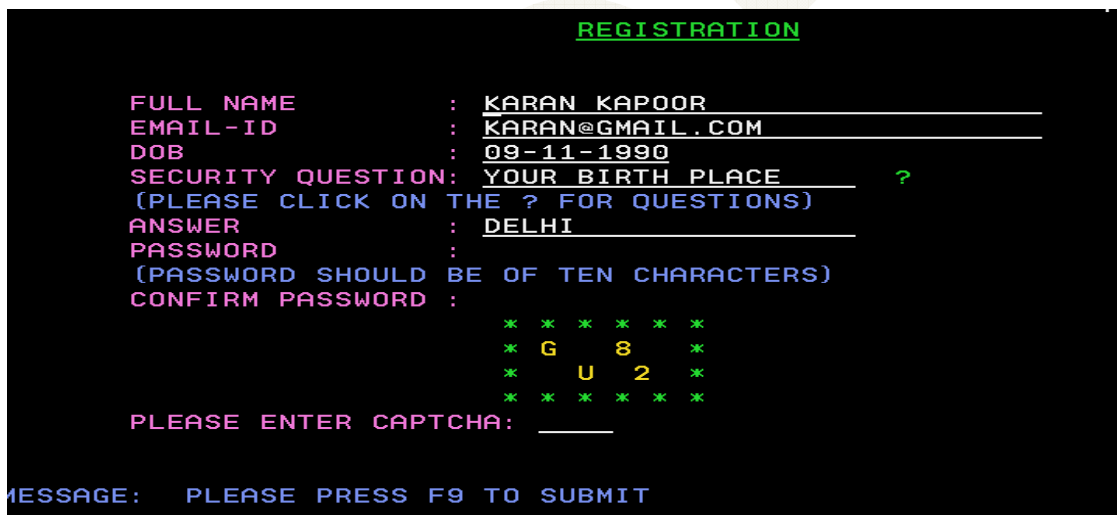 REGISTRATION
FULL NAME : KARAN KAPOOR
EMAIL-ID : KARAN@GMAIL.COM
DOB : 09-11-1990
SECURITY QUESTION: YOUR BIRTH PLACE ?
(PLEASE CLICK ON THE ? FOR QUESTIONS)
ANSWER : DELHI
PASSWORD :
(PASSWORD SHOULD BE OF TEN CHARACTERS)
CONFIRM PASSWORD :
* * * * * *
* G 8 *
* U 2 *
* * * * * *
PLEASE ENTER CAPTCHA:
MESSAGE: PLEASE PRESS F9 TO SUBMIT